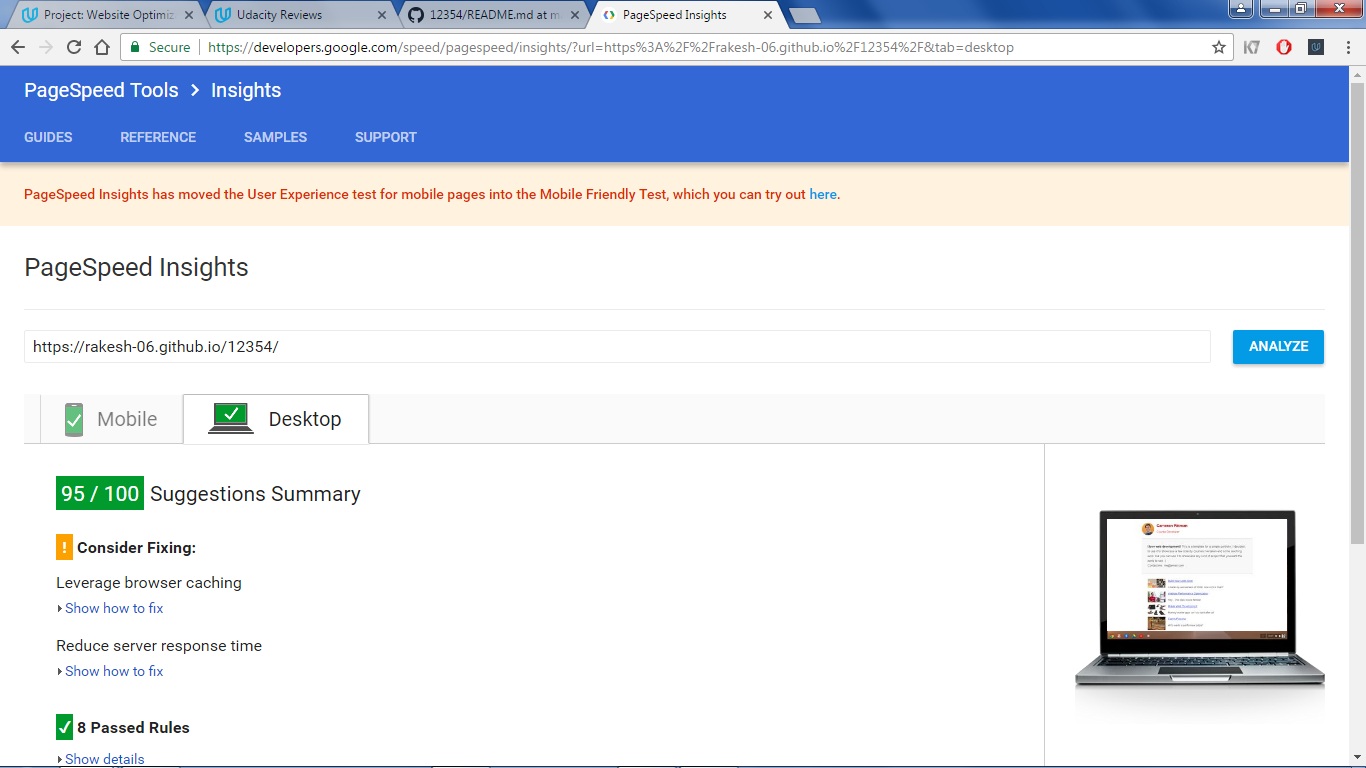 Project: Website Optimiz
Udacity Reviews
12354/README.md at m
PageSpeed Insights
Secure https://developers.google.com/speed/pagespeed/insights/?url=https%3A%2F%2Frakesh-06.github.io%2F12354%2F&tab=desktop
K7
PageSpeed Tools > Insights
GUIDES REFERENCE SAMPLES SUPPORT
PageSpeed Insights has moved the User Experience test for mobile pages into the Mobile Friendly Test, which you can try out here.
PageSpeed Insights
https://rakesh-06.github.io/12354/ ANALYZE
Mobile Desktop
95 / 100 Suggestions Summary
! Consider Fixing:
Leverage browser caching
Show how to fix
Reduce server response time
Show how to fix
8 Passed Rules
Show details